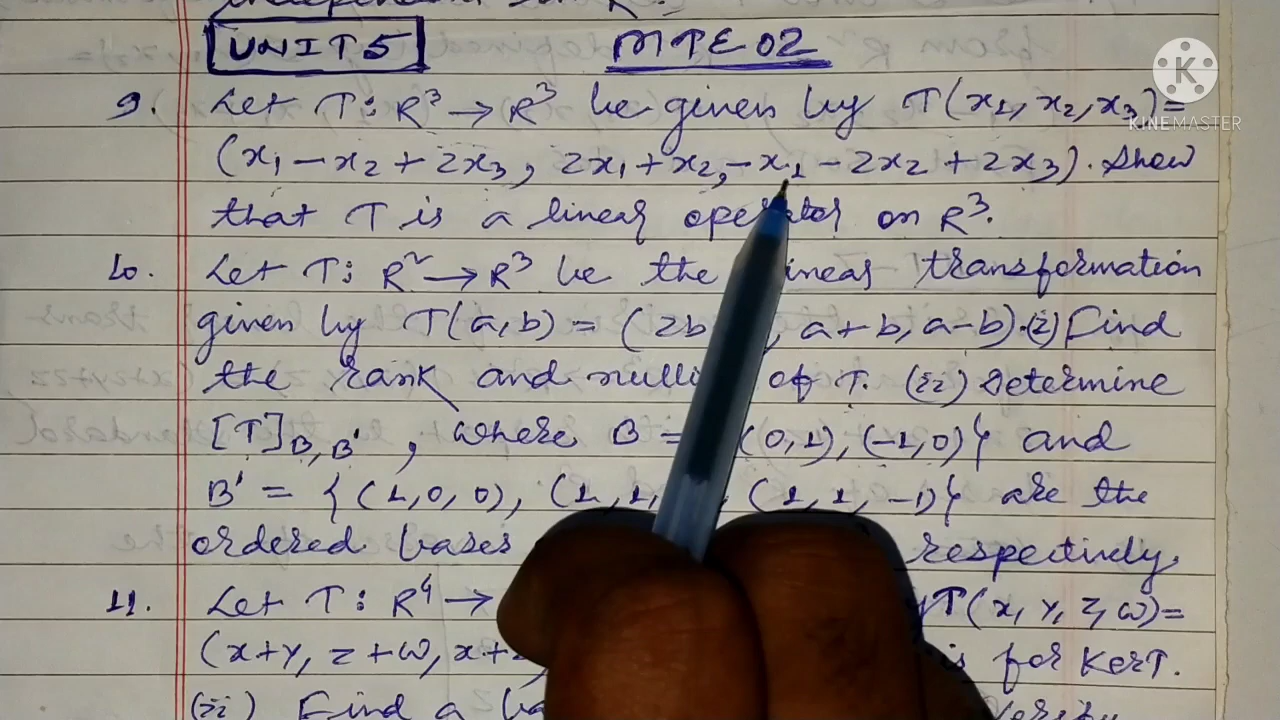 UNIT 5 MTE 02
KINEMASTER
9. Let T: R³ → R³ be given by T(x₁, x₂, x₃) =
(x₁ - x₂ + 2x₃, 2x₁ + x₂, -x₁ - 2x₂ + 2x₃). Show
that T is a linear operator on R³.
10. Let T: R² → R³ be the linear transformation
given by T(a, b) = (2b, a+b, a-b). (i) Find
the rank and of T. (ii) Determine
[T]B,B', where B = (0,1), (-1,0)} and
B' = {(1,0,0), (1,1, (1,1,-1)} are the
ordered bases respectively.
11. Let T: R⁴ → T(x, y, z, w) =
(x+y, z+w, x+ is for Ker T.
(ii) Find a